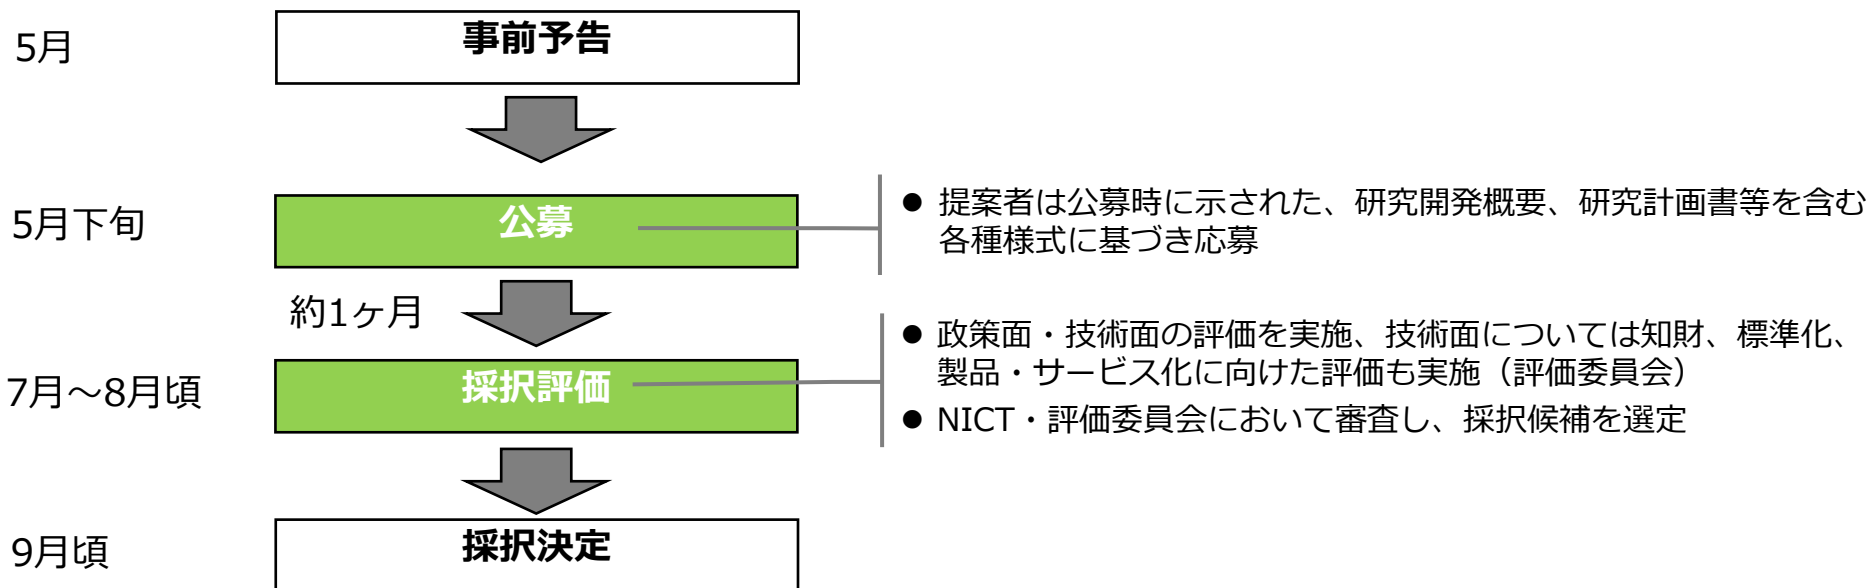 5月
事前予告
5月下旬
公募
● 提案者は公募時に示された、研究開発概要、研究計画書等を含む
各種様式に基づき応募
約1ヶ月
7月～8月頃
採択評価
● 政策面・技術面の評価を実施、技術面については知財、標準化、
製品・サービス化に向けた評価も実施（評価委員会）
● NICT・評価委員会において審査し、採択候補を選定
9月頃
採択決定